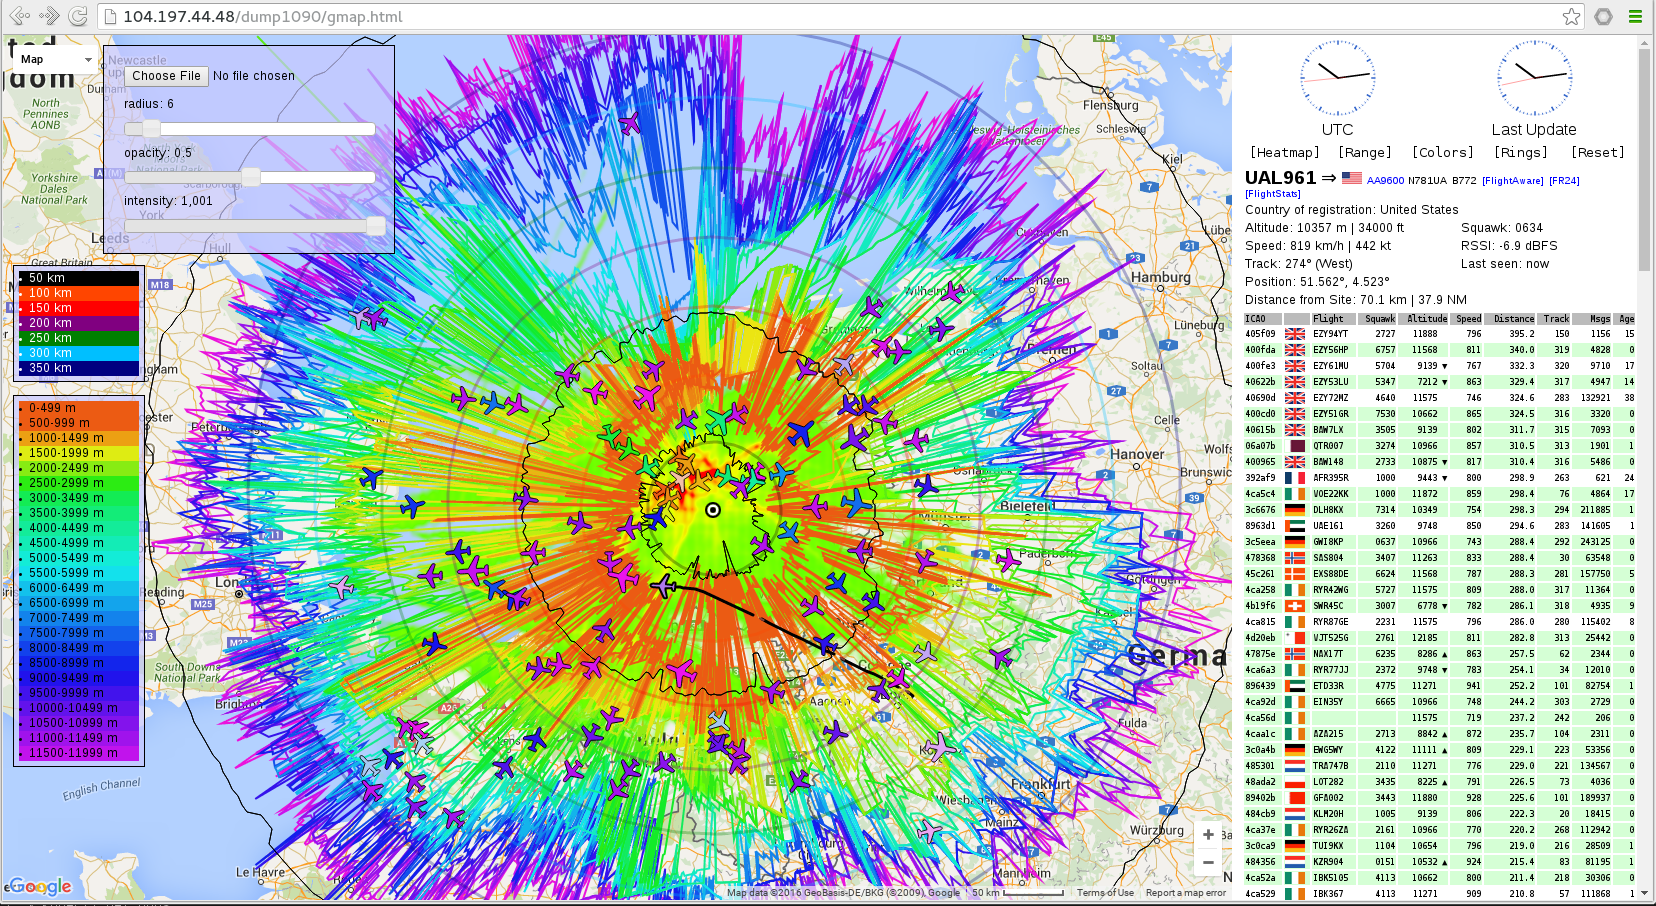 104.197.44.48/dump1090/gmap.html
Map
Choose File No file chosen
radius: 6
opacity: 0.5
intensity: 1,001
50 km
100 km
150 km
200 km
250 km
300 km
350 km
0-499 m
500-999 m
1000-1499 m
1500-1999 m
2000-2499 m
2500-2999 m
3000-3499 m
3500-3999 m
4000-4499 m
4500-4999 m
5000-5499 m
5500-5999 m
6000-6499 m
6500-6999 m
7000-7499 m
7500-7999 m
8000-8499 m
8500-8999 m
9000-9499 m
9500-9999 m
10000-10499 m
10500-10999 m
11000-11499 m
11500-11999 m
Newcastle
North
Pennines
AONB
Yorkshire
Dales
National Park
York
Leeds
Hull
Great Britain
M18
M11
Reading
M25
South Downs
National Park
Brighton
English Channel
Le Havre
Google
E45
Flensburg
Schleswig
Kiel
7
21
23
Hamburg
Lüneburg
1
7
Soltau
27
Celle
Hanover
2
39
Bielefeld
Paderborn
Göttingen
Kassel
Germa
Fulda
Aachen
61
5
Frankfurt
Mainz
Würzburg
Mannheim
+
−
Map data ©2016 GeoBasis-DE/BKG (©2009), Google
50 km
Terms of Use
Report a map error
UTC
Last Update
[Heatmap] [Range] [Colors] [Rings] [Reset]
UAL961 ⇒ AA9600 N781UA B772 [FlightAware] [FR24]
[FlightStats]
Country of registration: United States
Altitude: 10357 m | 34000 ft Squawk: 0634
Speed: 819 km/h | 442 kt RSSI: -6.9 dBFS
Track: 274° (West) Last seen: now
Position: 51.562°, 4.523°
Distance from Site: 70.1 km | 37.9 NM
ICAO Flight Squawk Altitude Speed Distance Track Msgs Age
405f09 EZY94YT 2727 11888 796 395.2 150 1156 15
400fda EZY56HP 6757 11568 811 340.0 319 4828 0
400fe3 EZY61MU 5704 9139 ▼ 767 332.3 320 9710 17
40622b EZY53LU 5347 7212 ▼ 863 329.4 317 4947 14
40690d EZY72MZ 4640 11575 746 324.6 283 132921 38
400cd0 EZY51GR 7530 10662 865 324.5 316 3320 0
40615b BAW7LX 3505 9139 802 311.7 315 7093 0
06a07b QTR007 3274 10966 857 310.5 313 1901 1
400965 BAW148 2733 10875 ▼ 817 310.4 316 5486 0
392af9 AFR395R 1000 9443 ▼ 800 298.9 263 621 24
4ca5c4 VOE22KK 1000 11872 859 298.4 76 4864 17
3c6676 DLH8KX 7314 10349 754 298.3 294 211885 1
8963d1 UAE161 3260 9748 850 294.6 283 141605 1
3c5eea GWI8KP 0637 10966 743 288.4 292 243125 0
478368 SAS804 3407 11263 833 288.4 30 63548 0
45c261 EXS88DE 6624 11568 787 288.3 281 157750 5
4ca258 RYR42WG 5727 11575 809 288.0 317 11364 0
4b19f6 SWR45C 3007 6778 ▼ 782 286.1 318 4935 9
4ca815 RYR87GE 2231 11575 796 286.0 280 115402 8
4d20eb VJT525G 2761 12185 811 282.8 313 25442 0
47875e NAX17T 6235 8286 ▲ 863 257.5 62 2344 0
4ca6a3 RYR77JJ 2372 9748 ▼ 783 254.1 34 12010 0
896439 ETD33R 4775 11271 941 252.2 101 82754 1
4ca92d EIN35Y 6665 10966 748 244.2 303 2729 0
4ca56d 11575 719 237.2 242 206 0
4caa1c AZA215 2713 8842 ▲ 872 235.7 104 2311 0
3c0a4b EWG5WY 4122 11111 ▲ 809 229.1 223 53356 0
485301 TRA747B 2110 11271 776 229.0 221 134567 0
48ada2 LOT282 3435 8225 ▲ 791 226.5 73 4036 0
89402b GFA002 3443 11880 928 225.6 101 189937 0
484cb9 KLM20H 1005 9139 806 222.3 20 18415 0
4ca37e RYR26ZA 2161 10966 770 220.2 268 112942 0
3c0ca9 TUI9KX 1104 10654 796 219.0 216 28509 1
484356 KZR904 0151 10532 ▲ 924 215.4 83 81195 1
4ca52a IBK5105 4113 10662 800 211.4 218 30306 0
4ca529 IBK367 4113 11271 909 210.8 57 111868 1